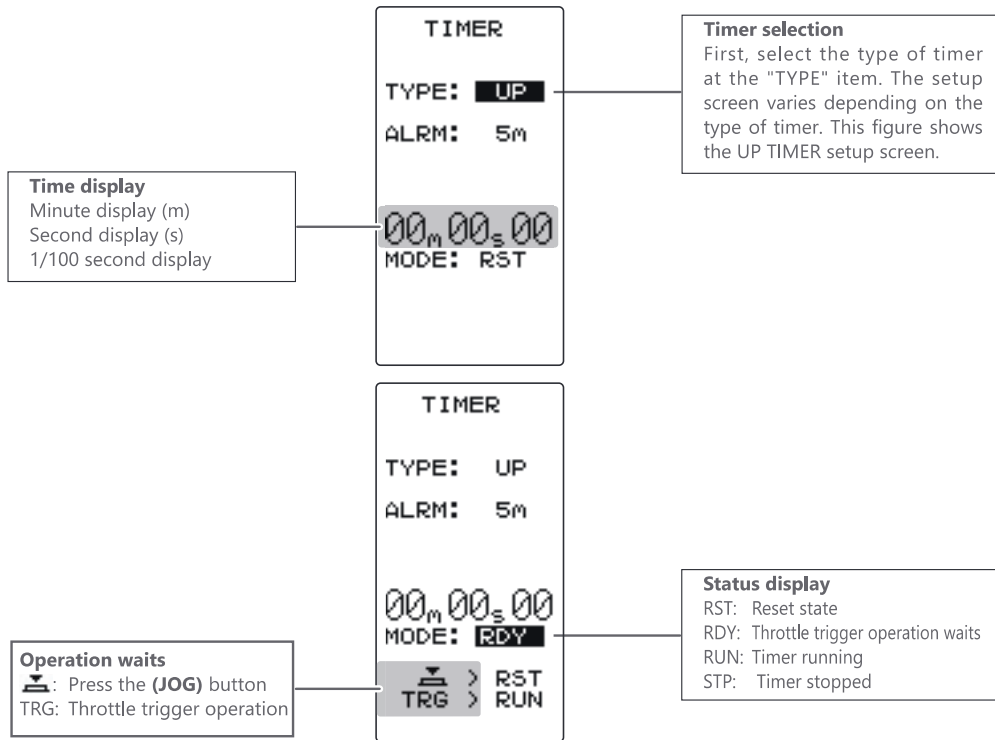 TIMER
TYPE: UP
ALRM: 5m
00m 00s 00
MODE: RST
Timer selection
First, select the type of timer
at the "TYPE" item. The setup
screen varies depending on the
type of timer. This figure shows
the UP TIMER setup screen.
Time display
Minute display (m)
Second display (s)
1/100 second display
TIMER
TYPE: UP
ALRM: 5m
00m 00s 00
MODE: RDY
> RST
TRG > RUN
Operation waits
: Press the (JOG) button
TRG: Throttle trigger operation
Status display
RST: Reset state
RDY: Throttle trigger operation waits
RUN: Timer running
STP: Timer stopped